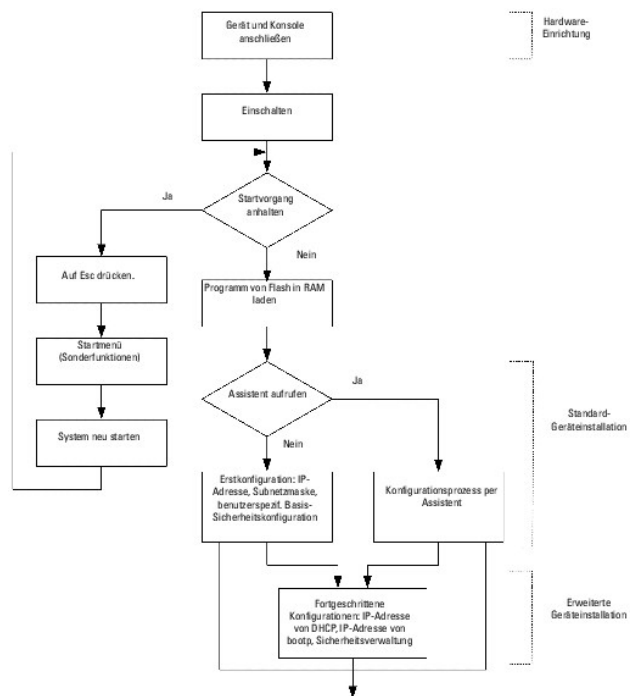 Gerät und Konsole
anschließen
Hardware-
Einrichtung
Einschalten
Startvorgang
anhalten
Ja
Nein
Auf Esc drücken.
Programm von Flash in RAM
laden
Startmenü
(Sonderfunktionen)
Assistent aufrufen
Ja
Nein
System neu starten
Standard-
Geräteinstallation
Erstkonfiguration: IP-
Adresse, Subnetzmaske,
benutzerspezif. Basis-
Sicherheitskonfiguration
Konfigurationsprozess per
Assistent
Fortgeschrittene
Konfigurationen: IP-Adresse
von DHCP, IP-Adresse von
bootp, Sicherheitsverwaltung
Erweiterte
Geräteinstallation